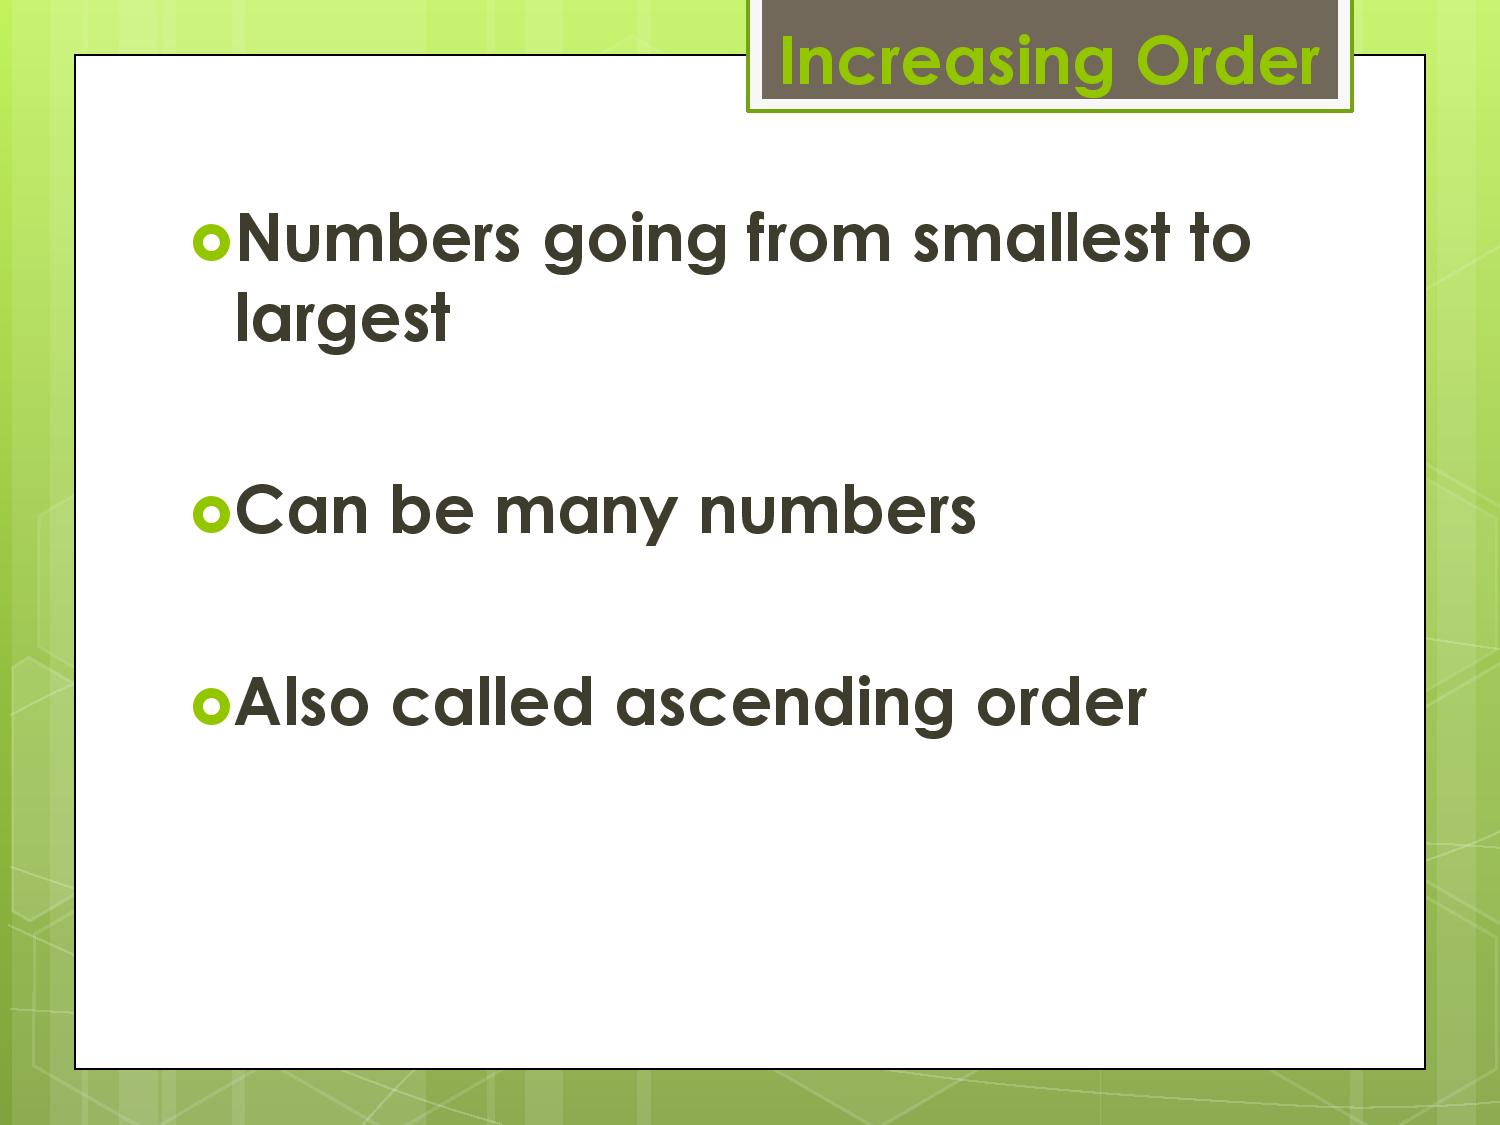 Increasing Order
Numbers going from smallest to
largest
Can be many numbers
Also called ascending order